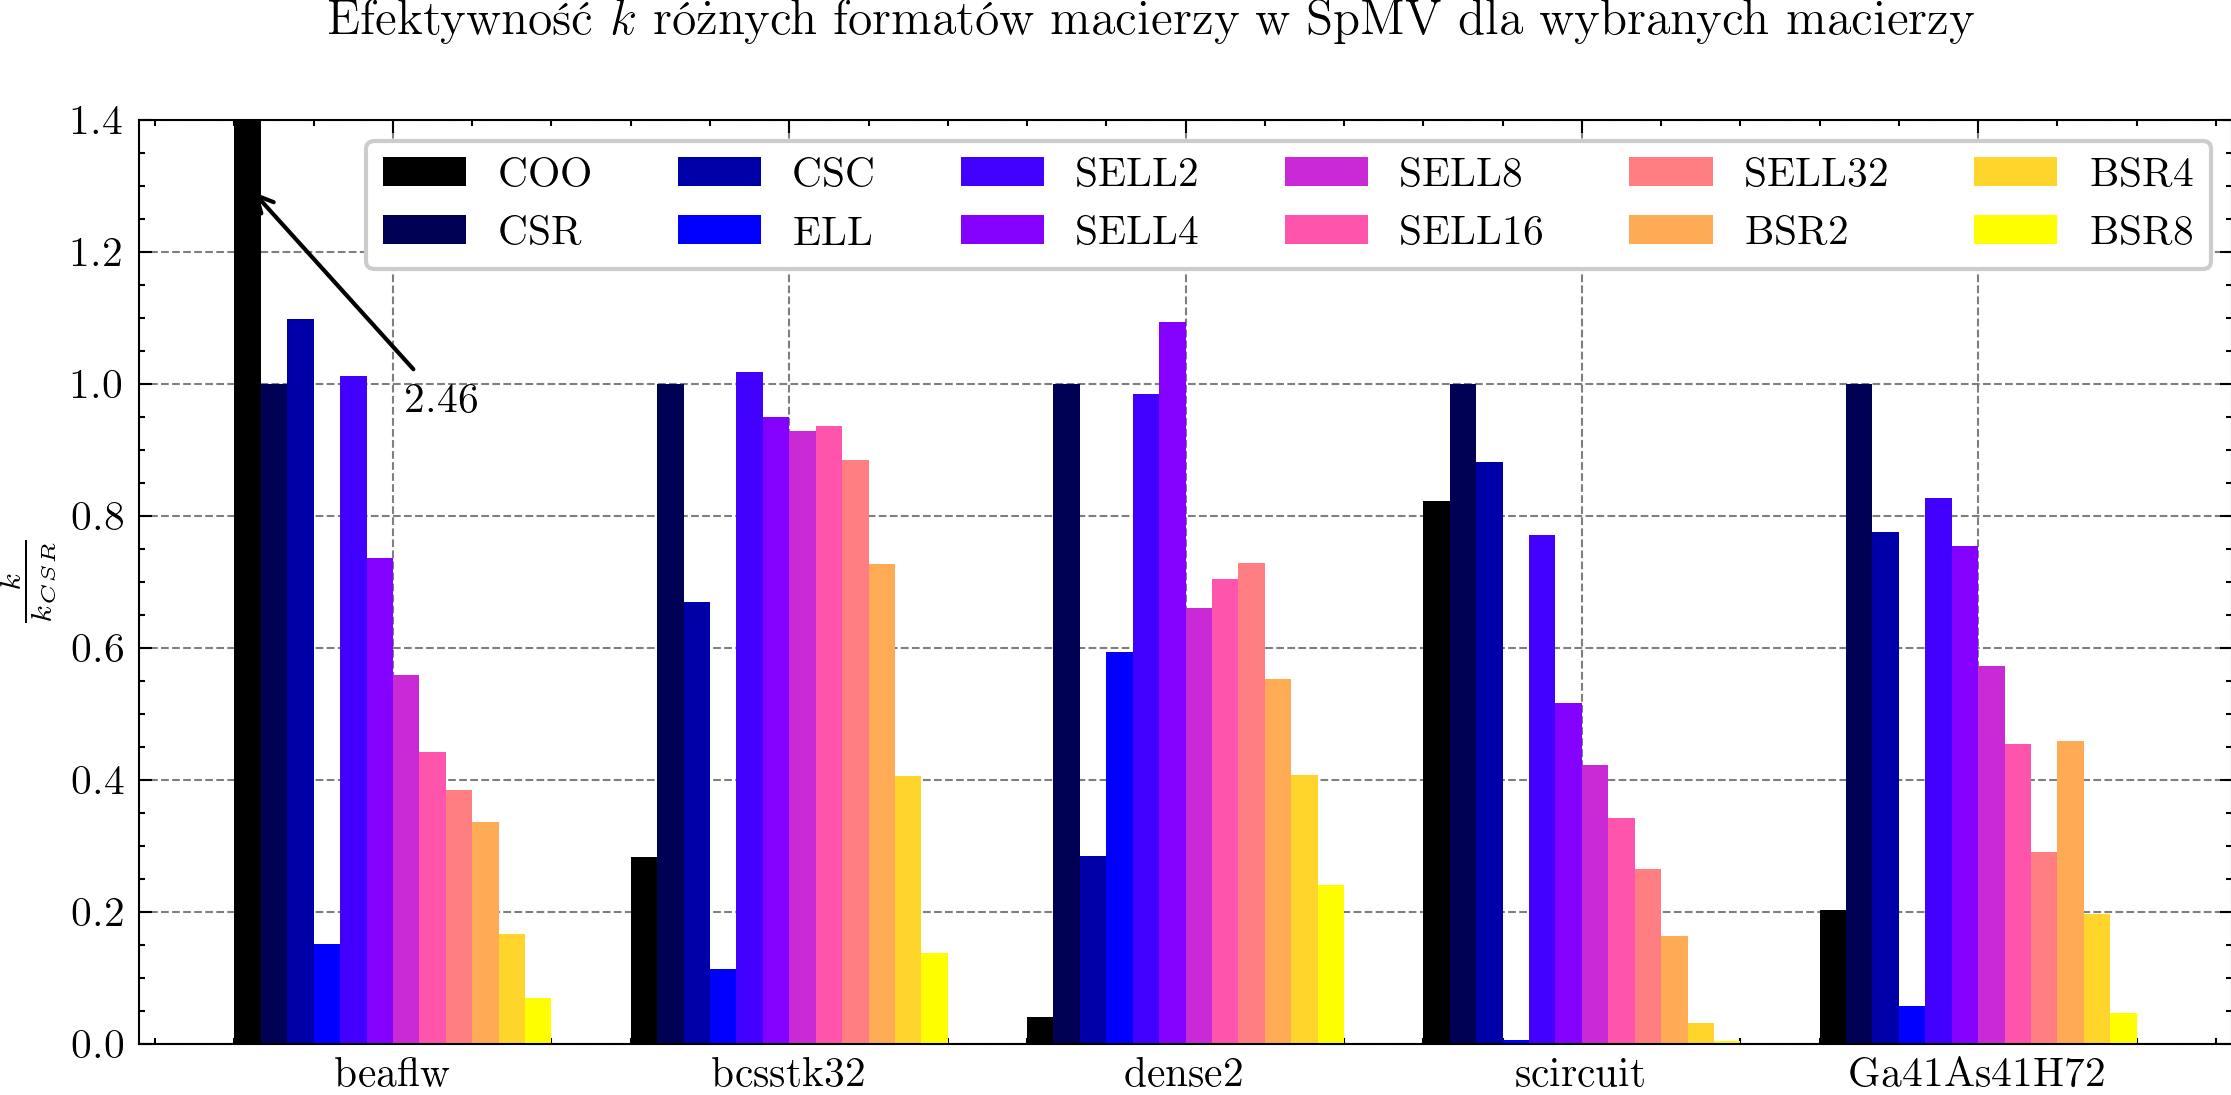 Efektywność k różnych formatów macierzy w SpMV dla wybranych macierzy
1.4
1.2
1.0
0.8
0.6
0.4
0.2
0.0
k
k_CSR
COO CSC SELL2 SELL8 SELL32 BSR4
CSR ELL SELL4 SELL16 BSR2 BSR8
2.46
beaflw bcsstk32 dense2 scircuit Ga41As41H72